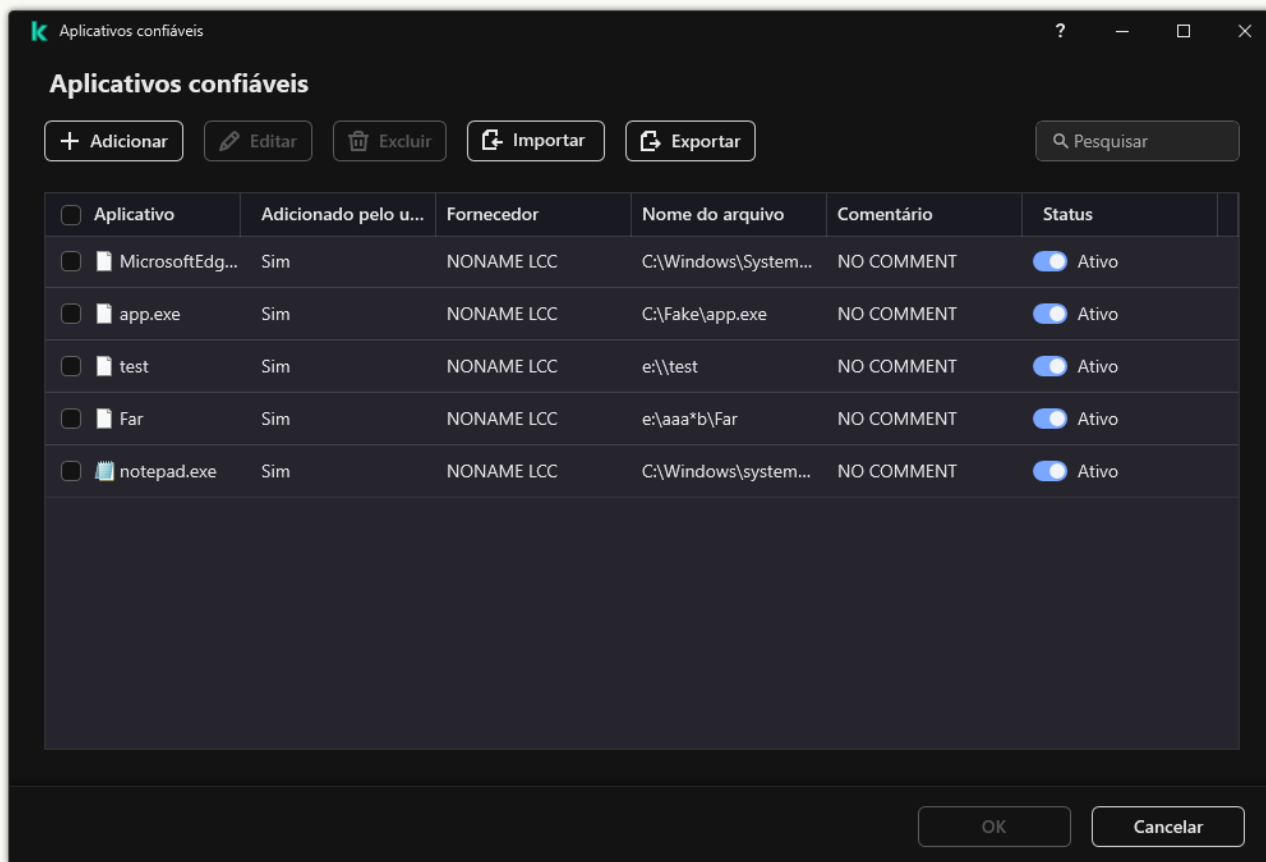 Aplicativos confiáveis
?
Aplicativos confiáveis
Adicionar Editar Excluir Importar Exportar Pesquisar
Aplicativo Adicionado pelo u... Fornecedor Nome do arquivo Comentário Status
MicrosoftEdg... Sim NONAME LCC C:\Windows\System... NO COMMENT Ativo
app.exe Sim NONAME LCC C:\Fake\app.exe NO COMMENT Ativo
test Sim NONAME LCC e:\\test NO COMMENT Ativo
Far Sim NONAME LCC e:\aaa*b\Far NO COMMENT Ativo
notepad.exe Sim NONAME LCC C:\Windows\system... NO COMMENT Ativo
OK Cancelar